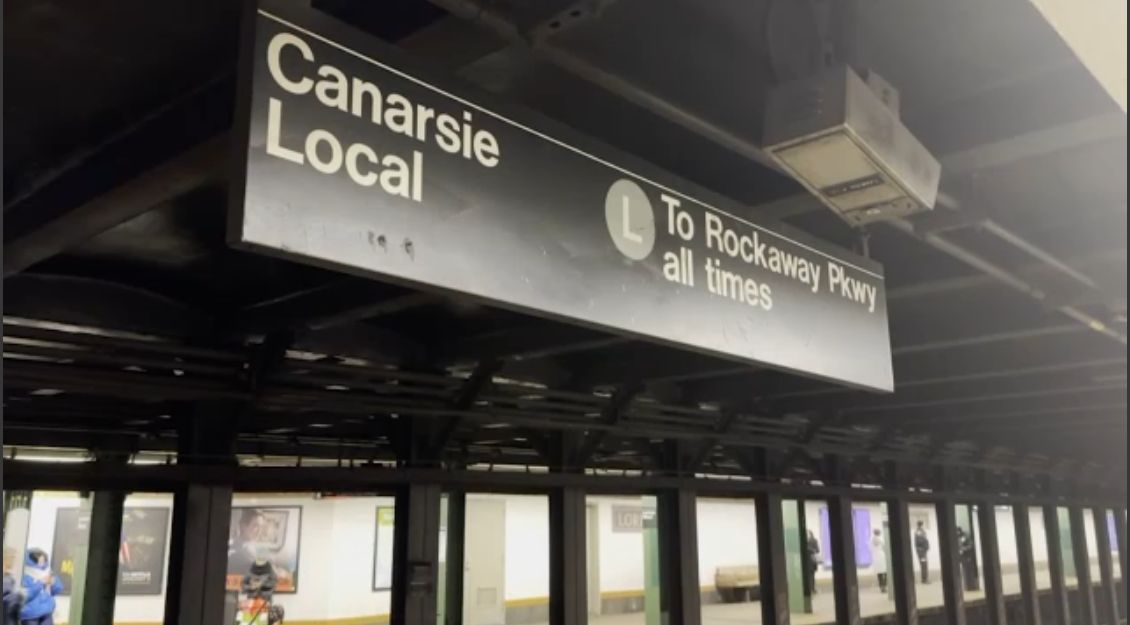 Canarsie
Local
L
To Rockaway Pkwy
all times